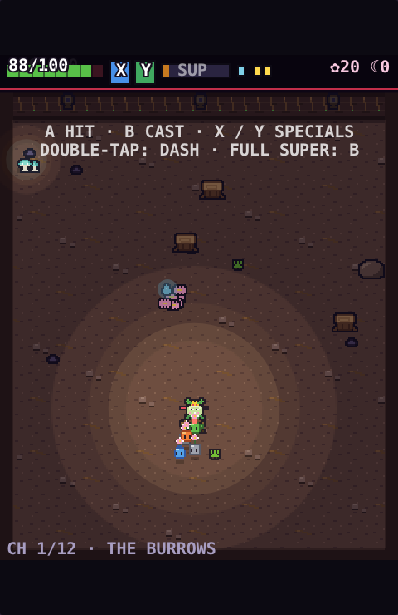 88/100 X Y SUP ✿20 ☾0
A HIT · B CAST · X / Y SPECIALS
DOUBLE-TAP: DASH · FULL SUPER: B
CH 1/12 · THE BURROWS